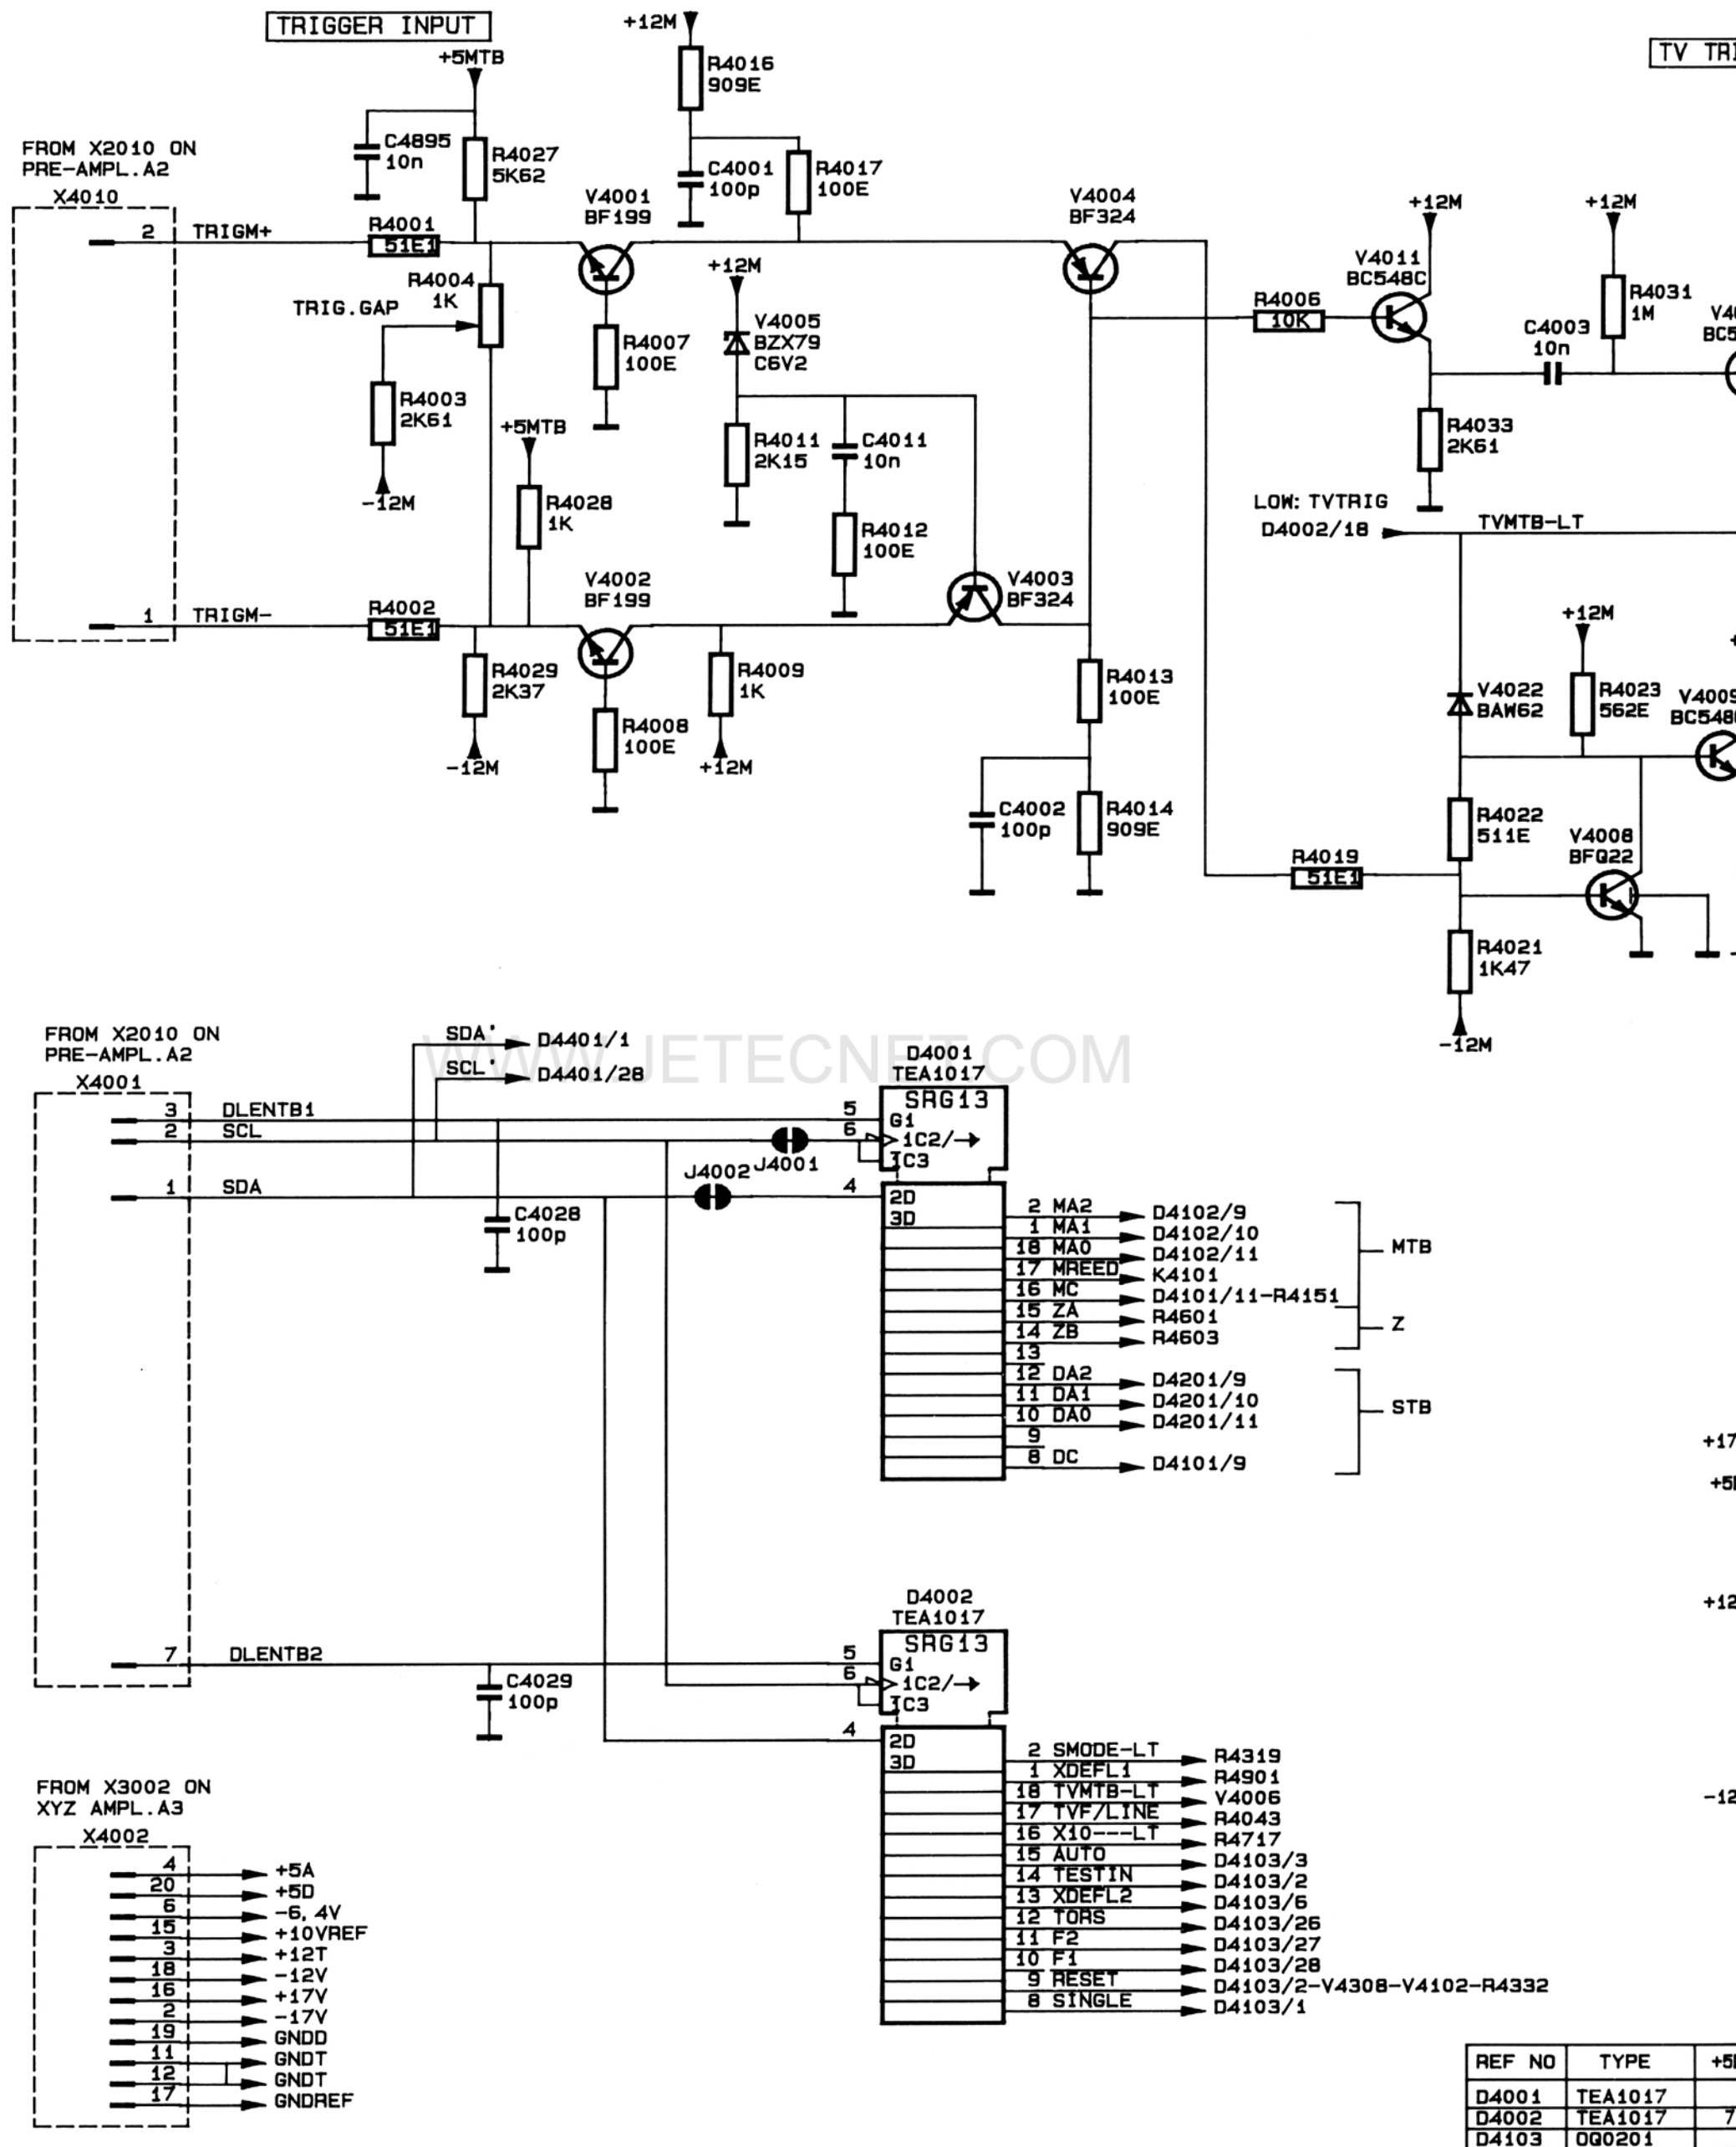 TRIGGER INPUT
TV TRI
+5MTB
+12M
R4016
909E
FROM X2010 ON
PRE-AMPL.A2
X4010
C4895
10n
R4027
5K62
C4001
100p
R4017
100E
V4001
BF199
V4004
BF324
+12M
+12M
2 TRIGM+
R4001
51E1
R4004
1K
TRIG.GAP
+12M
V4011
BC548C
R4006
10K
R4031
1M
V4005
BZX79
C6V2
R4007
100E
C4003
10n
R4003
2K61
+5MTB
R4011
2K15
C4011
10n
R4033
2K61
-12M
R4028
1K
R4012
100E
LOW: TVTRIG
D4002/18
TVMTB-LT
V4002
BF199
V4003
BF324
1 TRIGM-
R4002
51E1
+12M
R4029
2K37
R4009
1K
R4013
100E
V4022
BAW62
R4023
562E
V4009
BC548
R4008
100E
-12M
+12M
C4002
100p
R4014
909E
R4022
511E
V4008
BFQ22
R4019
51E1
R4021
1K47
-12M
FROM X2010 ON
PRE-AMPL.A2
X4001
SDA' D4401/1
SCL' D4401/28
WWW.JETECNET.COM
D4001
TEA1017
SRG13
3 DLENTB1 5 G1
2 SCL 6 1C2/→
J4001
1C3
J4002
1 SDA 4 2D
3D
C4028
100p
2 MA2 D4102/9
1 MA1 D4102/10
18 MA0 D4102/11
17 MREED K4101
16 MC D4101/11-R4151
15 ZA R4601
14 ZB R4603
13
12 DA2 D4201/9
11 DA1 D4201/10
10 DA0 D4201/11
9
8 DC D4101/9
MTB
Z
STB
+17
+5
+12
-12
D4002
TEA1017
SRG13
7 DLENTB2 5 G1
6 1C2/→
1C3
4 2D
3D
C4029
100p
2 SMODE-LT R4319
1 XDEFL1 R4901
18 TVMTB-LT V4006
17 TVF/LINE R4043
16 X10---LT R4717
15 AUTO D4103/3
14 TESTIN D4103/2
13 XDEFL2 D4103/6
12 TORS D4103/26
11 F2 D4103/27
10 F1 D4103/28
9 RESET D4103/2-V4308-V4102-R4332
8 SINGLE D4103/1
FROM X3002 ON
XYZ AMPL.A3
X4002
4 +5A
20 +5D
6 -6,4V
15 +10VREF
3 +12T
18 -12V
16 +17V
2 -17V
19 GNDD
11 GNDT
12 GNDT
17 GNDREF
REF NO TYPE +5
D4001 TEA1017
D4002 TEA1017 7
D4103 OQ0201